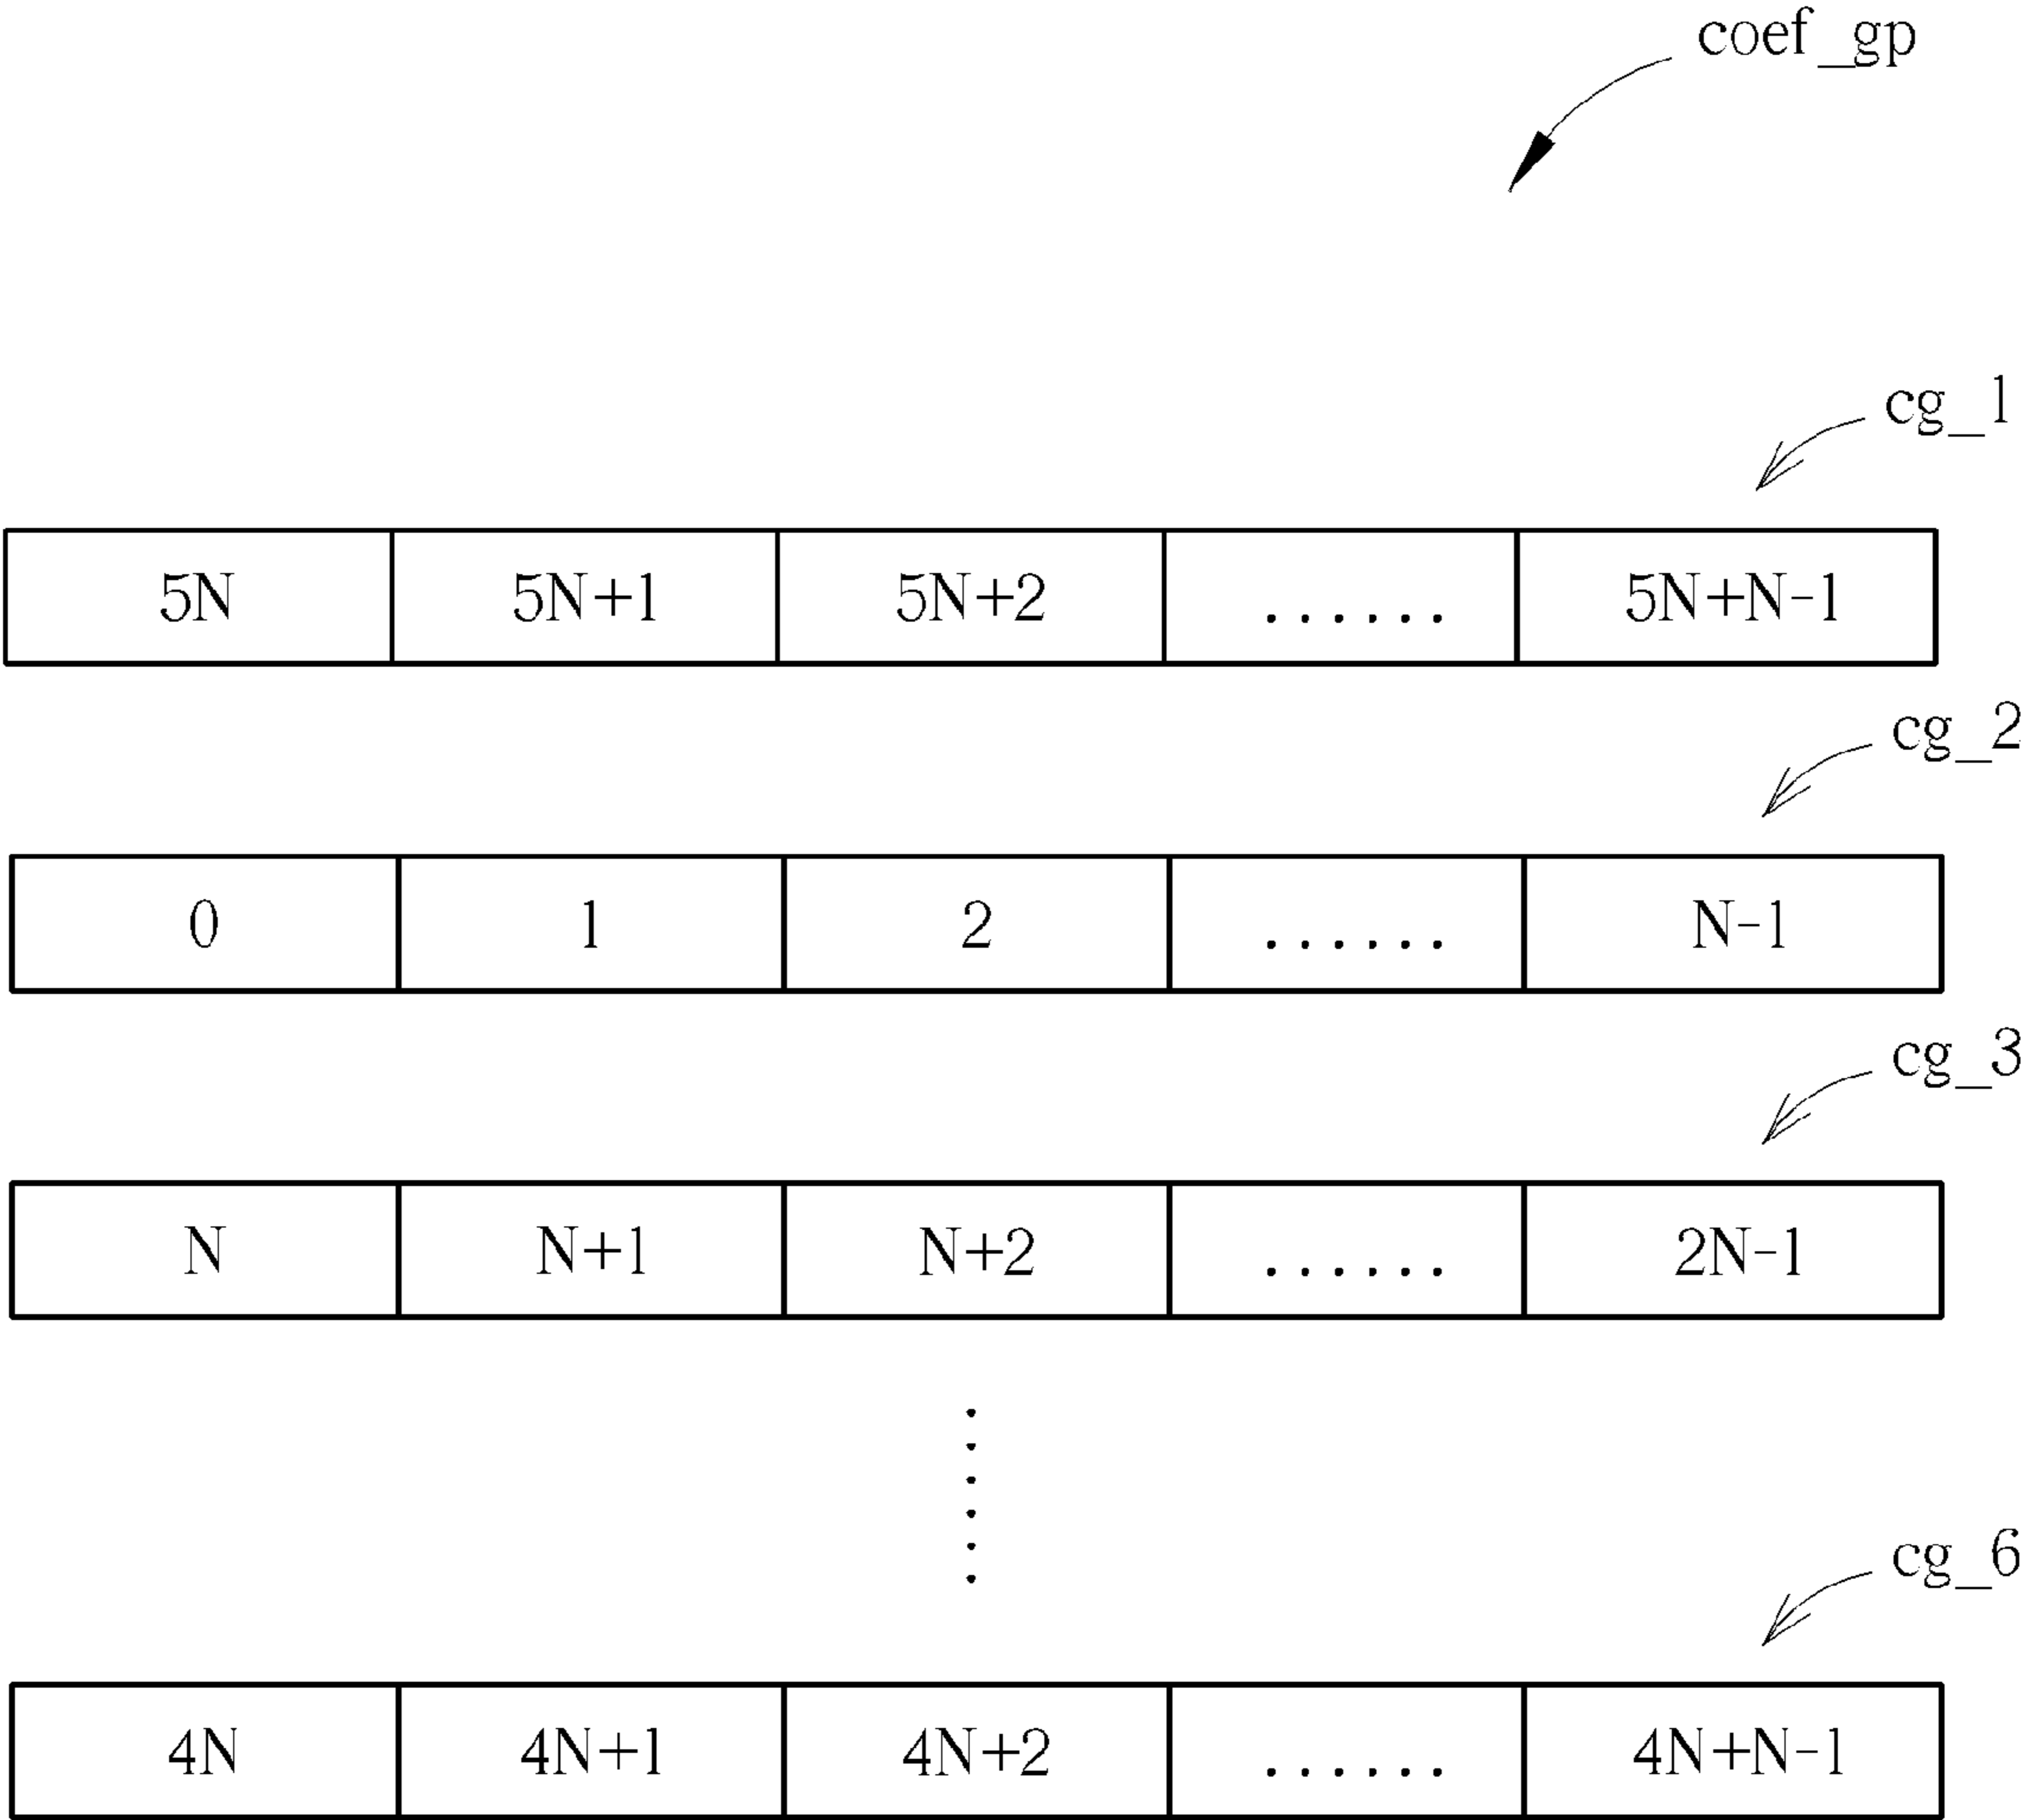 coef_gp
cg_1
5N 5N+1 5N+2 ...... 5N+N-1
cg_2
0 1 2 ...... N-1
cg_3
N N+1 N+2 ...... 2N-1
......
cg_6
4N 4N+1 4N+2 ...... 4N+N-1